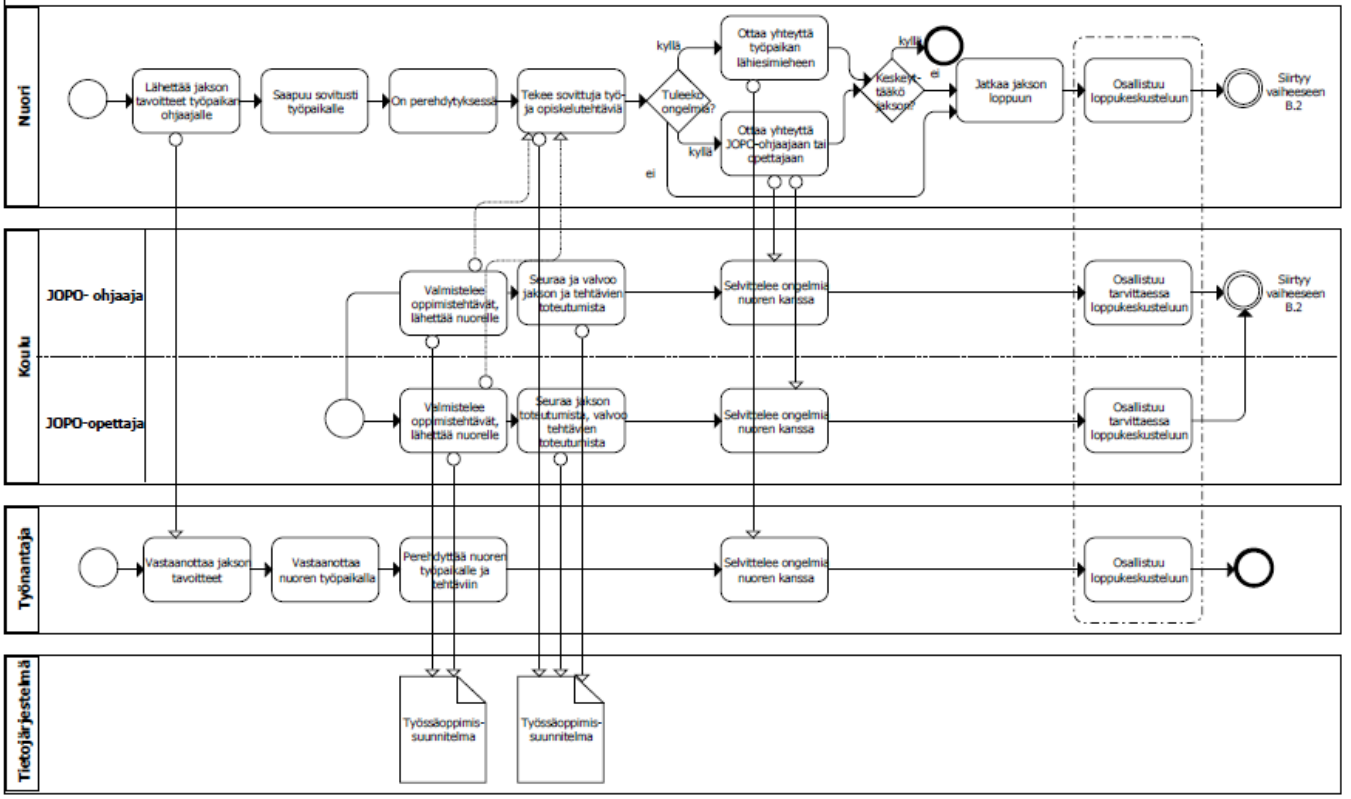 Nuori
Lähettää jakson
tavoitteet työpaikan
ohjaajalle
Saapuu sovitusti
työpaikalle
On perehdytyksessä
Tekee sovittuja työ-
ja opiskelutehtäviä
Tuleeko
ongelmia?
kyllä
kyllä
ei
Ottaa yhteyttä
työpaikan
lähiesimieheen
Ottaa yhteyttä
JOPO-ohjaajaan tai
opettajaan
Keskeyt-
tääkö
jakson?
kyllä
ei
Jatkaa jakson
loppuun
Osallistuu
loppukeskusteluun
Siirtyy
vaiheeseen
B.2
Koulu
JOPO- ohjaaja
Valmistelee
oppimistehtävät,
lähettää nuorelle
Seuraa ja valvoo
jakson ja tehtävien
toteutumista
Selvittelee ongelmia
nuoren kanssa
Osallistuu
tarvittaessa
loppukeskusteluun
Siirtyy
vaiheeseen
B.2
JOPO-opettaja
Valmistelee
oppimistehtävät,
lähettää nuorelle
Seuraa jakson
toteutumista, valvoo
tehtävien
toteutumista
Selvittelee ongelmia
nuoren kanssa
Osallistuu
tarvittaessa
loppukeskusteluun
Työnantaja
Vastaanottaa jakson
tavoitteet
Vastaanottaa
nuoren työpaikalla
Perehdyttää nuoren
työpaikalle ja
tehtäviin
Selvittelee ongelmia
nuoren kanssa
Osallistuu
loppukeskusteluun
Tietojärjestelmä
Työssäoppimis-
suunnitelma
Työssäoppimis-
suunnitelma